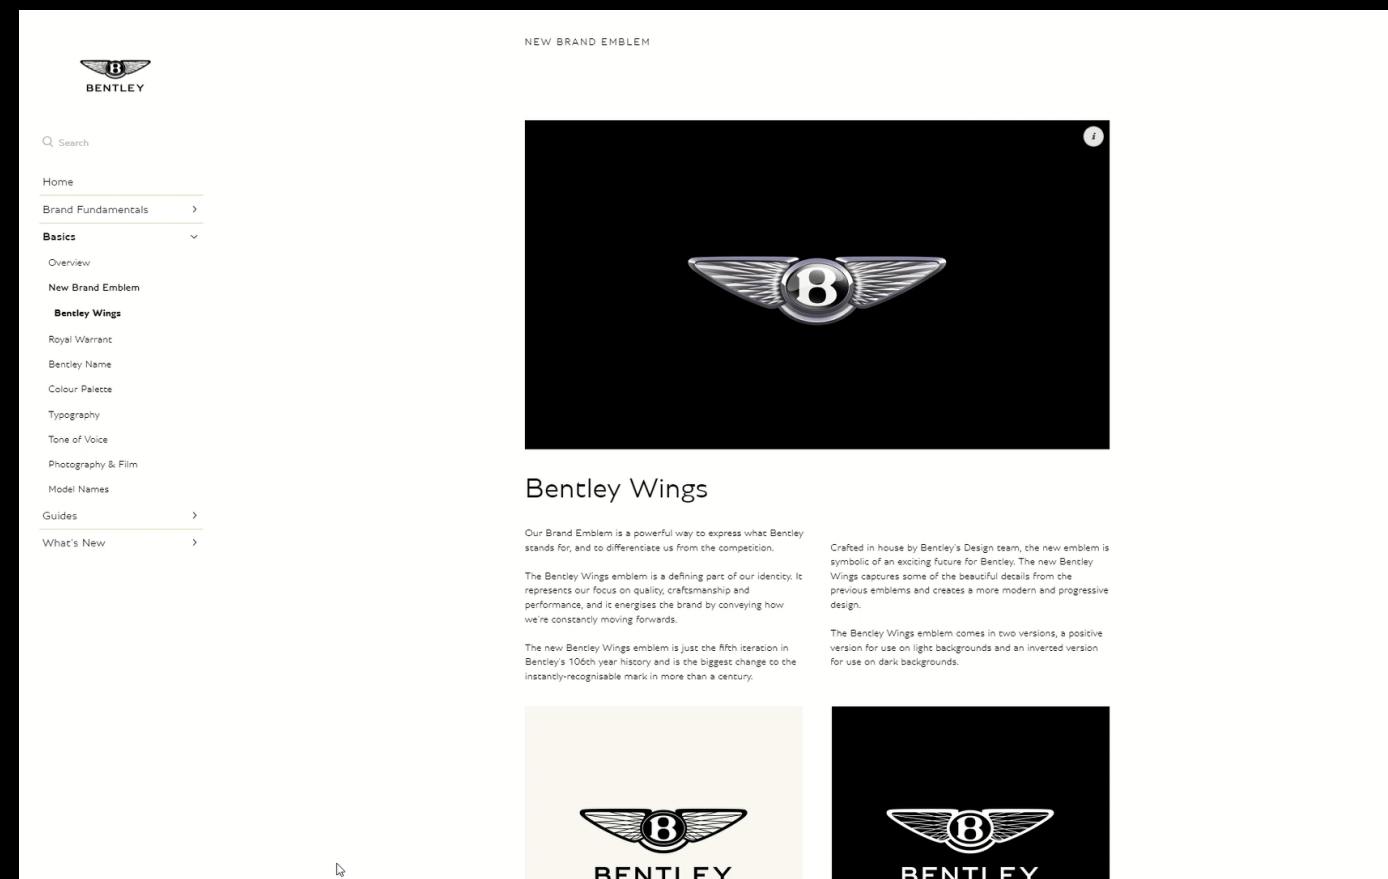 NEW BRAND EMBLEM
B
BENTLEY
Search
Home
Brand Fundamentals
Basics
Overview
New Brand Emblem
Bentley Wings
Royal Warrant
Bentley Name
Colour Palette
Typography
Tone of Voice
Photography & Film
Model Names
Guides
What's New
i
B
Bentley Wings
Our Brand Emblem is a powerful way to express what Bentley
stands for, and to differentiate us from the competition.
The Bentley Wings emblem is a defining part of our identity. It
represents our focus on quality, craftsmanship and
performance, and it energises the brand by conveying how
we're constantly moving forwards.
The new Bentley Wings emblem is just the fifth iteration in
Bentley's 106th year history and is the biggest change to the
instantly-recognisable mark in more than a century.
Crafted in house by Bentley's Design team, the new emblem is
symbolic of an exciting future for Bentley. The new Bentley
Wings captures some of the beautiful details from the
previous emblems and creates a more modern and progressive
design.
The Bentley Wings emblem comes in two versions, a positive
version for use on light backgrounds and an inverted version
for use on dark backgrounds.
B
BENTLEY
B
BENTLEY